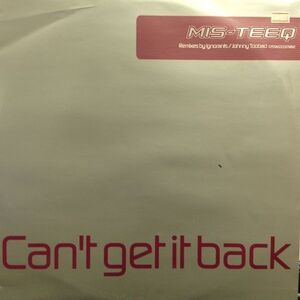 MIS-TEEQ
Remixes by Ignorants / Johnny Toobad
Can't get it back